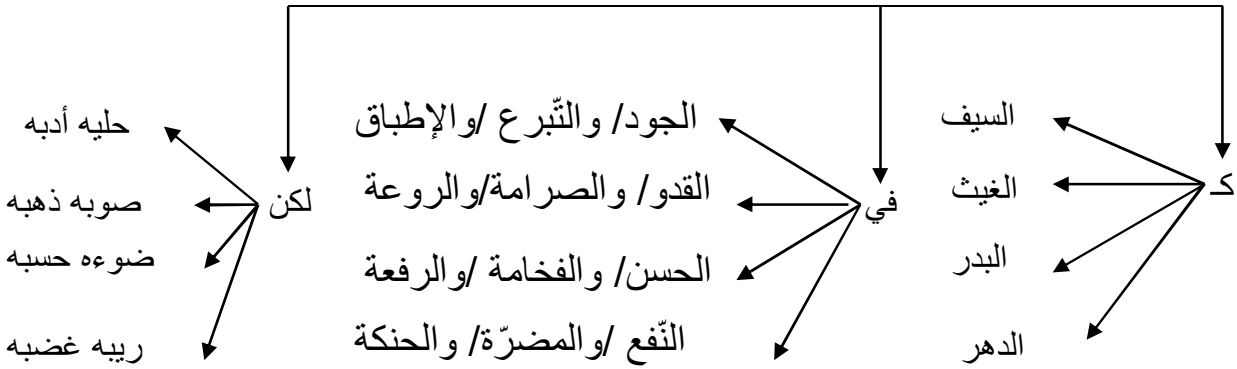 كـ
السيف
الغيث
البدر
الدهر
في
الجود/ والتّبرع /والإطباق
القدو/ والصرامة/والروعة
الحسن/ والفخامة /والرفعة
النّفع /والمضرّة/ والحنكة
لكن
حليه أدبه
صوبه ذهبه
ضوءه حسبه
ريبه غضبه